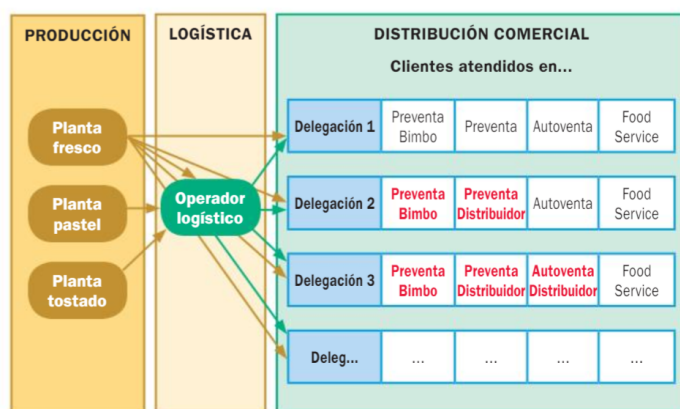 PRODUCCIÓN
LOGÍSTICA
DISTRIBUCIÓN COMERCIAL
Clientes atendidos en...
Planta
fresco
Planta
pastel
Planta
tostado
Operador
logístico
Delegación 1
Preventa
Bimbo
Preventa
Autoventa
Food
Service
Delegación 2
Preventa
Bimbo
Preventa
Distribuidor
Autoventa
Food
Service
Delegación 3
Preventa
Bimbo
Preventa
Distribuidor
Autoventa
Distribuidor
Food
Service
Deleg...
...
...
...
...